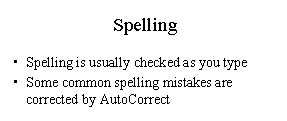 Spelling
• Spelling is usually checked as you type
• Some common spelling mistakes are
corrected by AutoCorrect